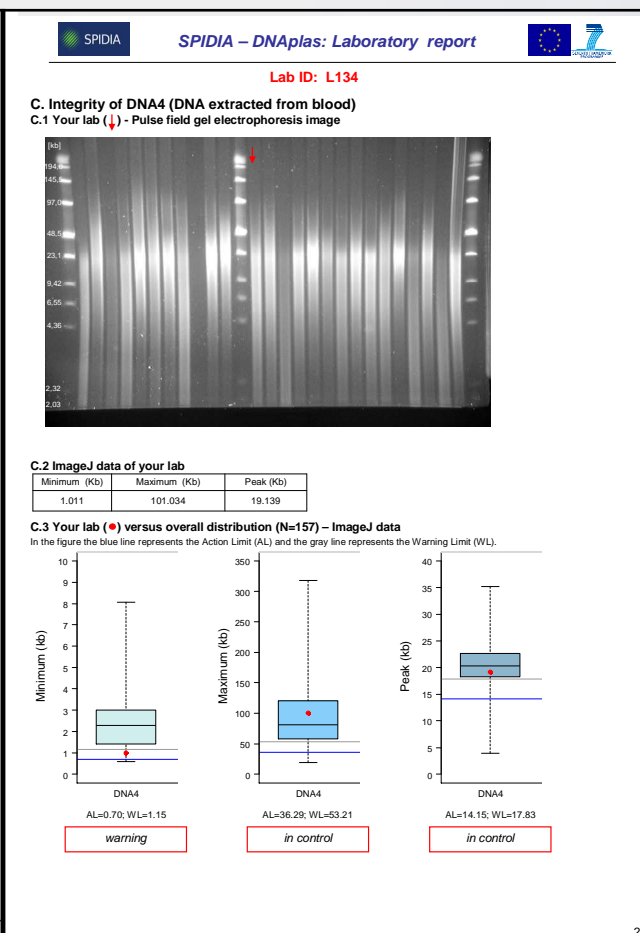 SPIDIA
SPIDIA – DNAplas: Laboratory report
Lab ID: L134
C. Integrity of DNA4 (DNA extracted from blood)
C.1 Your lab (↓) - Pulse field gel electrophoresis image
[kb]
194,0
145,5
97,0
48,5
23,1
9,42
6,55
4,36
2,32
2,03
C.2 ImageJ data of your lab
Minimum (Kb) Maximum (Kb) Peak (Kb)
1.011 101.034 19.139
C.3 Your lab (●) versus overall distribution (N=157) – ImageJ data
In the figure the blue line represents the Action Limit (AL) and the gray line represents the Warning Limit (WL).
Minimum (kb)
10
9
8
7
6
5
4
3
2
1
0
DNA4
AL=0.70; WL=1.15
warning
Maximum (kb)
350
300
250
200
150
100
50
0
DNA4
AL=36.29; WL=53.21
in control
Peak (kb)
40
35
30
25
20
15
10
5
0
DNA4
AL=14.15; WL=17.83
in control
2